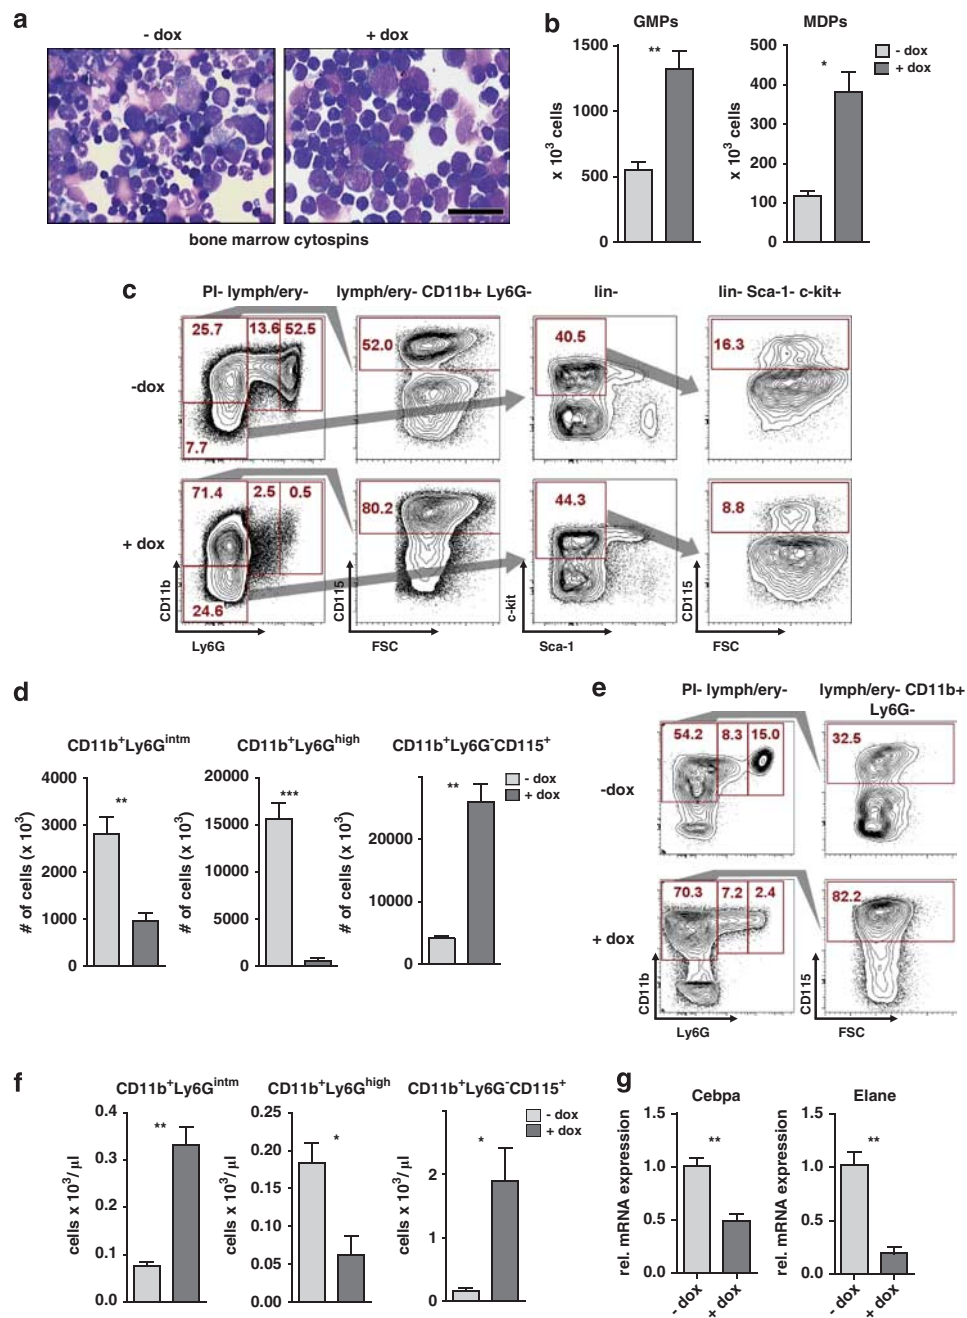 a
- dox
+ dox
bone marrow cytospins
b
GMPs
MDPs
1500
1000
500
0
x 10³ cells
**
500
400
300
200
100
0
x 10³ cells
*
- dox
+ dox
c
PI- lymph/ery-
lymph/ery- CD11b+ Ly6G-
lin-
lin- Sca-1- c-kit+
-dox
25.7
13.6
52.5
7.7
52.0
40.5
16.3
+ dox
71.4
2.5
0.5
24.6
80.2
44.3
8.8
CD11b
Ly6G
CD115
FSC
c-kit
Sca-1
CD115
FSC
d
CD11b⁺Ly6Gⁱⁿᵗᵐ
CD11b⁺Ly6Gʰⁱᵍʰ
CD11b⁺Ly6G⁻CD115⁺
# of cells (x 10³)
4000
3000
2000
1000
0
**
# of cells (x 10³)
20000
15000
10000
5000
0
***
# of cells (x 10³)
20000
10000
0
**
- dox
+ dox
e
PI- lymph/ery-
lymph/ery- CD11b+
Ly6G-
-dox
54.2
8.3
15.0
32.5
+ dox
70.3
7.2
2.4
82.2
CD11b
Ly6G
CD115
FSC
f
CD11b⁺Ly6Gⁱⁿᵗᵐ
CD11b⁺Ly6Gʰⁱᵍʰ
CD11b⁺Ly6G⁻CD115⁺
cells x 10³/ µl
0.4
0.3
0.2
0.1
0.0
**
cells x 10³/ µl
0.25
0.20
0.15
0.10
0.05
0.00
*
cells x 10³/ µl
2
1
0
*
- dox
+ dox
g
Cebpa
Elane
rel. mRNA expression
1.5
1.0
0.5
0.0
**
- dox
+ dox
rel. mRNA expression
1.5
1.0
0.5
0.0
**
- dox
+ dox